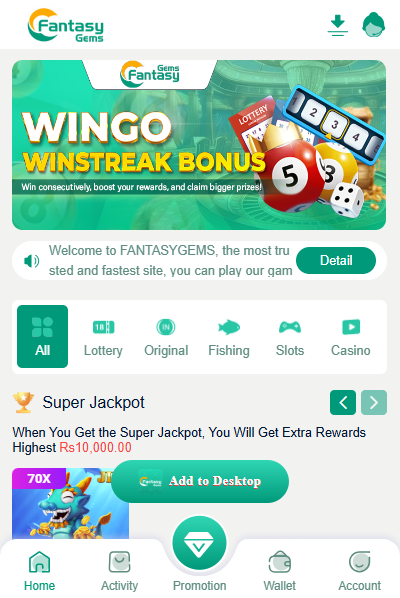 Fantasy
Gems
Gems
Fantasy
WINGO
WINSTREAK BONUS
Win consecutively, boost your rewards, and claim bigger prizes!
LOTTERY
1 2 3 4
5
3
Welcome to FANTASYGEMS, the most tru
sted and fastest site, you can play our gam
Detail
All
Lottery
Original
Fishing
Slots
Casino
Super Jackpot
When You Get the Super Jackpot, You Will Get Extra Rewards
Highest Rs10,000.00
70X
Fantasy
Add to Desktop
Home
Activity
Promotion
Wallet
Account